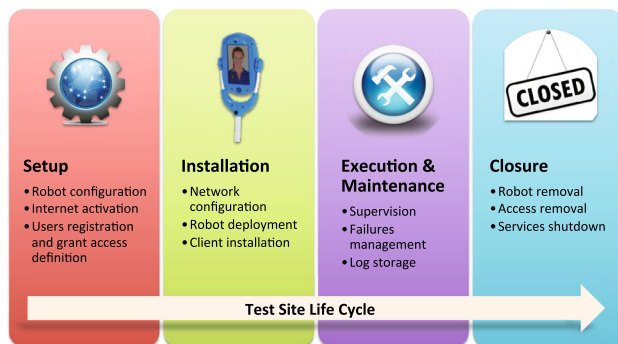 Setup
•Robot configuration
•Internet activation
•Users registration
and grant access
definition
Installation
•Network
configuration
•Robot deployment
•Client installation
Execution &
Maintenance
•Supervision
•Failures
management
•Log storage
CLOSED
Closure
•Robot removal
•Access removal
•Services shutdown
Test Site Life Cycle